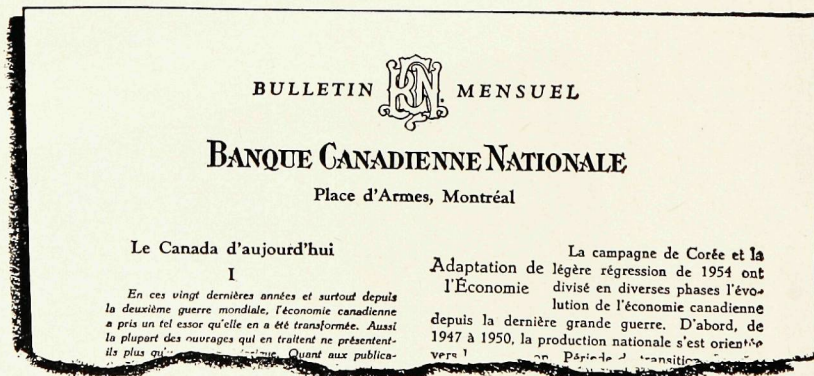 BULLETIN BCN. MENSUEL
BANQUE CANADIENNE NATIONALE
Place d'Armes, Montréal
Le Canada d'aujourd'hui
I
En ces vingt dernières années et surtout depuis
la deuxième guerre mondiale, l'économie canadienne
a pris un tel essor qu'elle en a été transformée. Aussi
la plupart des ouvrages qui en traitent ne présentent-
ils plus Quant aux publica-
Adaptation de
l'Économie
La campagne de Corée et la
légère régression de 1954 ont
divisé en diverses phases l'évo-
lution de l'économie canadienne
depuis la dernière grande guerre. D'abord, de
1947 à 1950, la production nationale s'est orientée
vers Période transition